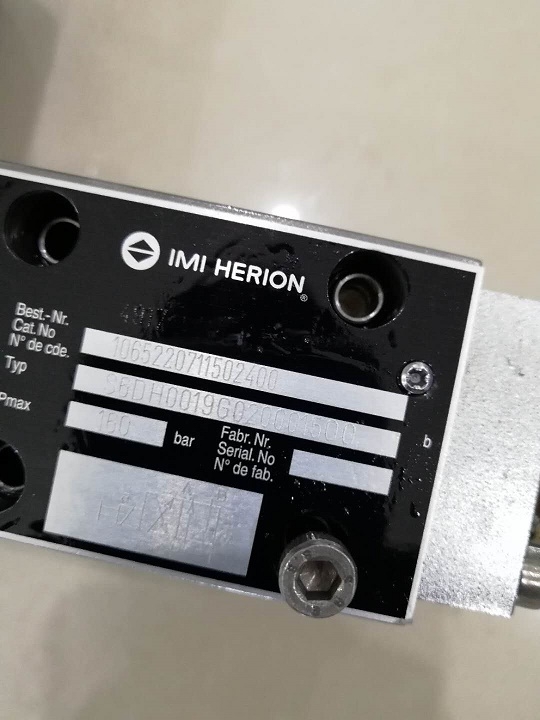 IMI HERION
®
Best.-Nr.
Cat. No
N° de cde.
1065220711502400
Typ
S6DH0019G020001500
Pmax
160
bar
Fabr. Nr.
Serial. No
N° de fab.
b